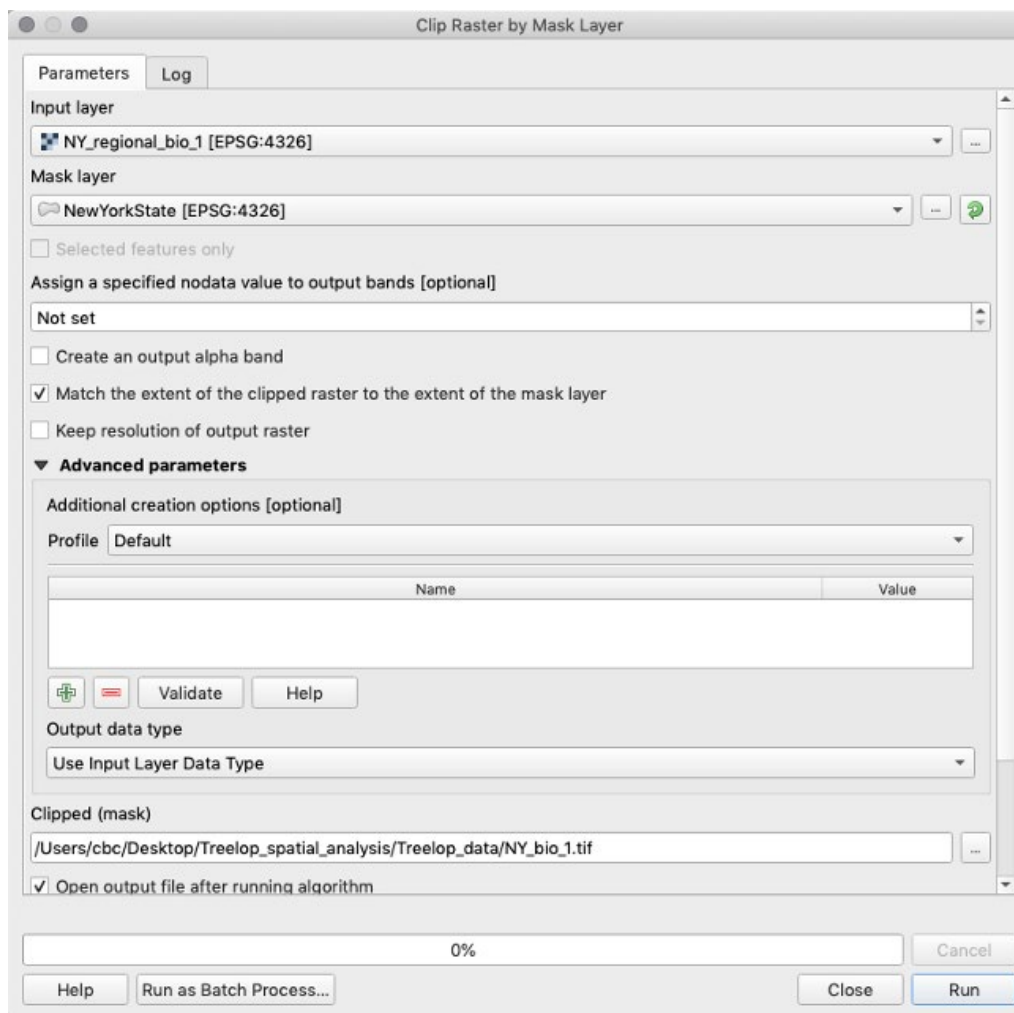 Clip Raster by Mask Layer
Parameters Log
Input layer
NY_regional_bio_1 [EPSG:4326]
...
Mask layer
NewYorkState [EPSG:4326]
...
Selected features only
Assign a specified nodata value to output bands [optional]
Not set
Create an output alpha band
Match the extent of the clipped raster to the extent of the mask layer
Keep resolution of output raster
Advanced parameters
Additional creation options [optional]
Profile Default
Name Value
Validate Help
Output data type
Use Input Layer Data Type
Clipped (mask)
/Users/cbc/Desktop/Treelop_spatial_analysis/Treelop_data/NY_bio_1.tif
...
Open output file after running algorithm
0% Cancel
Help Run as Batch Process... Close Run